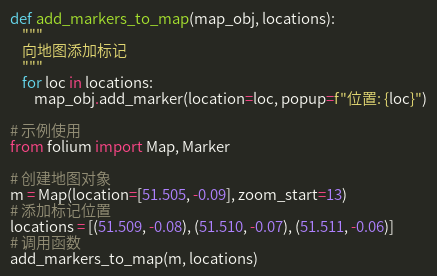 def add_markers_to_map(map_obj, locations):
"""
向地图添加标记
"""
for loc in locations:
map_obj.add_marker(location=loc, popup=f"位置: {loc}")
# 示例使用
from folium import Map, Marker
# 创建地图对象
m = Map(location=[51.505, -0.09], zoom_start=13)
# 添加标记位置
locations = [(51.509, -0.08), (51.510, -0.07), (51.511, -0.06)]
# 调用函数
add_markers_to_map(m, locations)